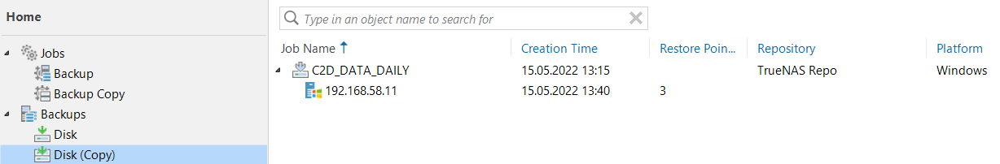 Home
Type in an object name to search for
Jobs
Backup
Backup Copy
Backups
Disk
Disk (Copy)
Job Name Creation Time Restore Poin... Repository Platform
C2D_DATA_DAILY 15.05.2022 13:15 TrueNAS Repo Windows
192.168.58.11 15.05.2022 13:40 3